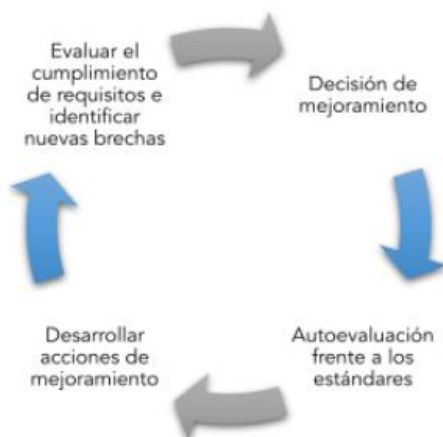 Evaluar el
cumplimiento
de requisitos e
identificar
nuevas brechas
Decisión de
mejoramiento
Autoevaluación
frente a los
estándares
Desarrollar
acciones de
mejoramiento